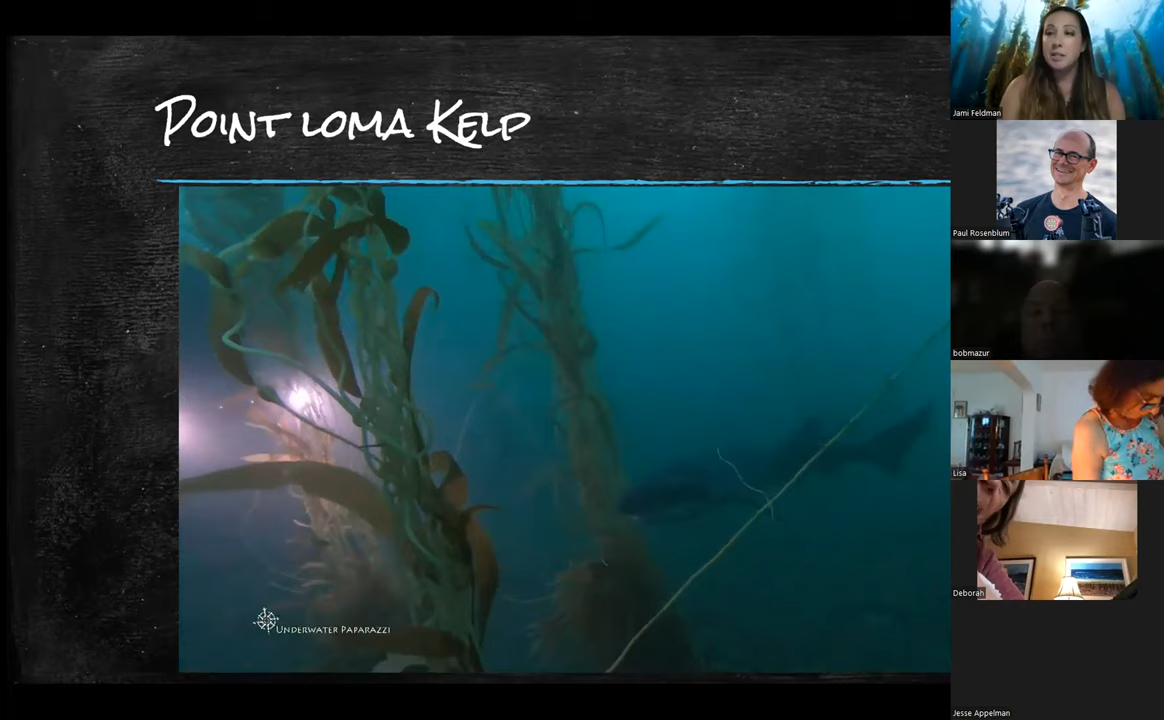 Point Loma Kelp
Underwater Paparazzi
Jami Feldman
Paul Rosenblum
bobmazur
Lisa
Deborah
Jesse Appelman